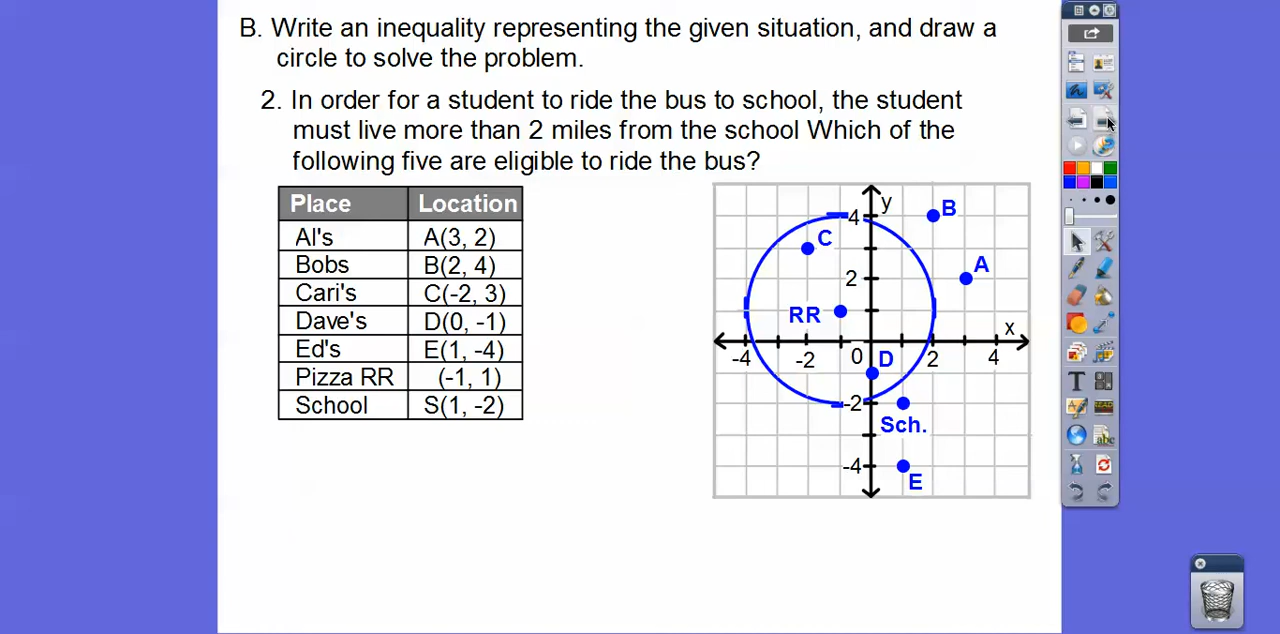 B. Write an inequality representing the given situation, and draw a
circle to solve the problem.
2. In order for a student to ride the bus to school, the student
must live more than 2 miles from the school Which of the
following five are eligible to ride the bus?
Place Location
Al's A(3, 2)
Bobs B(2, 4)
Cari's C(-2, 3)
Dave's D(0, -1)
Ed's E(1, -4)
Pizza RR (-1, 1)
School S(1, -2)
4 y B
C
2 A
RR
x
-4 -2 0 D 2 4
-2
Sch.
-4 E
T
abc